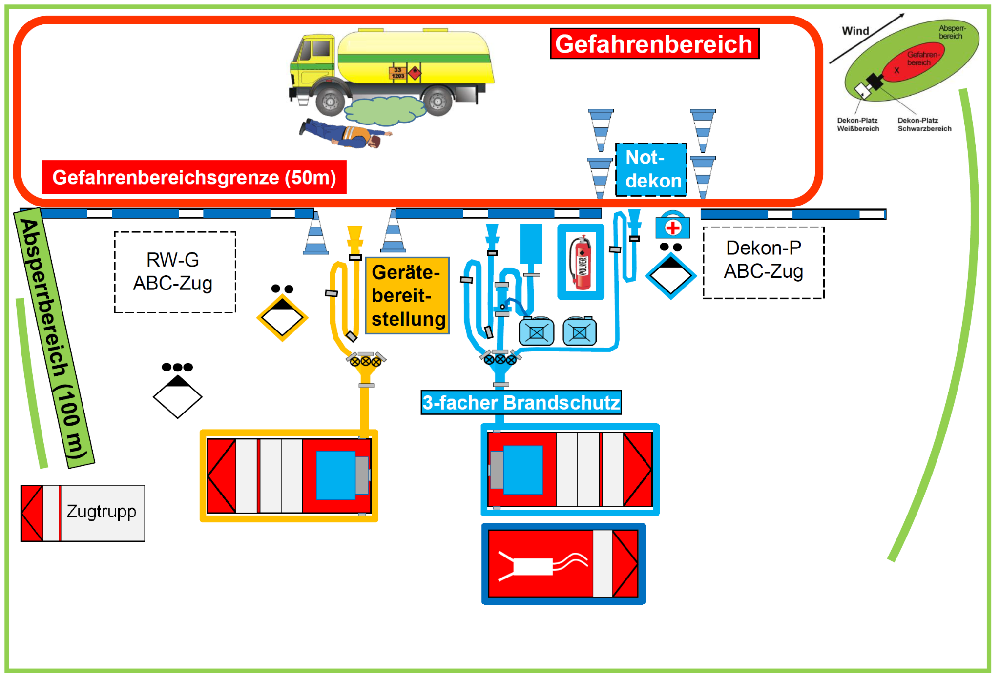 Gefahrenbereich
33
1203
Wind
Absperr-
bereich
Gefahren-
bereich
X
Dekon-Platz
Weißbereich
Dekon-Platz
Schwarzbereich
Not-
dekon
Gefahrenbereichsgrenze (50m)
Absperrbereich (100 m)
RW-G
ABC-Zug
Geräte-
bereit-
stellung
PULVER
Dekon-P
ABC-Zug
3-facher Brandschutz
Zugtrupp